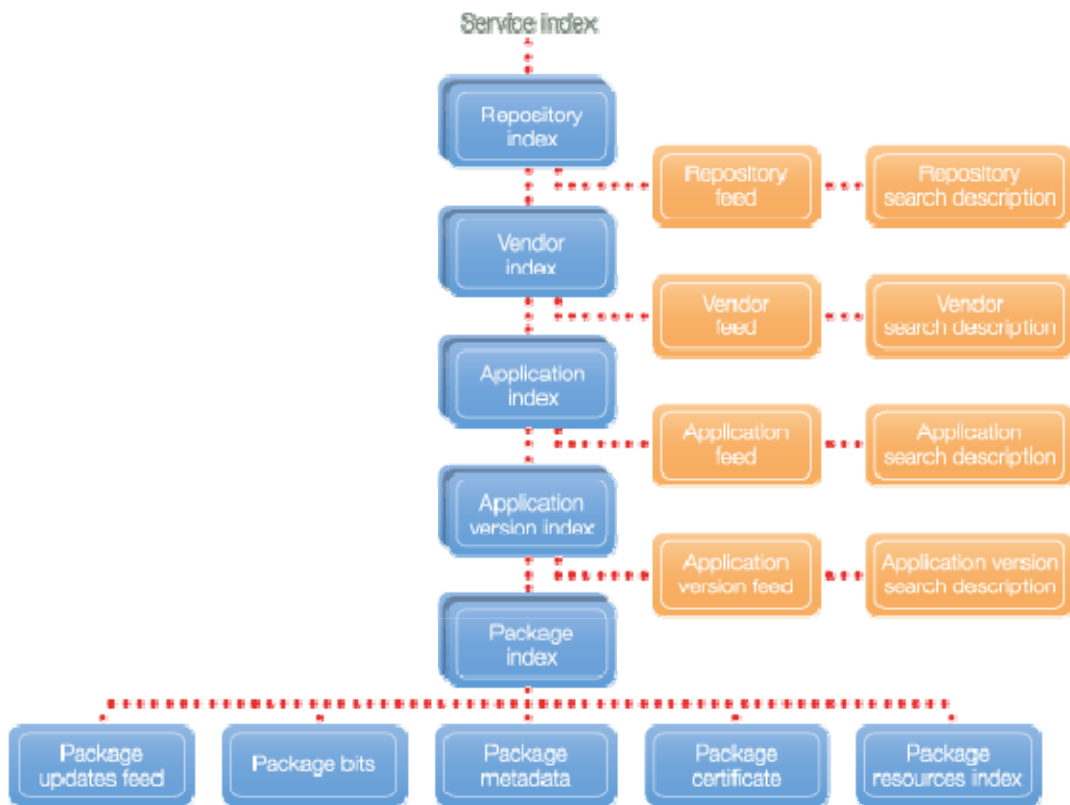 Service index
Repository
index
Repository
feed
Repository
search description
Vendor
index
Vendor
feed
Vendor
search description
Application
index
Application
feed
Application
search description
Application
version index
Application
version feed
Application version
search description
Package
index
Package
updates feed
Package bits
Package
metadata
Package
certificate
Package
resources index